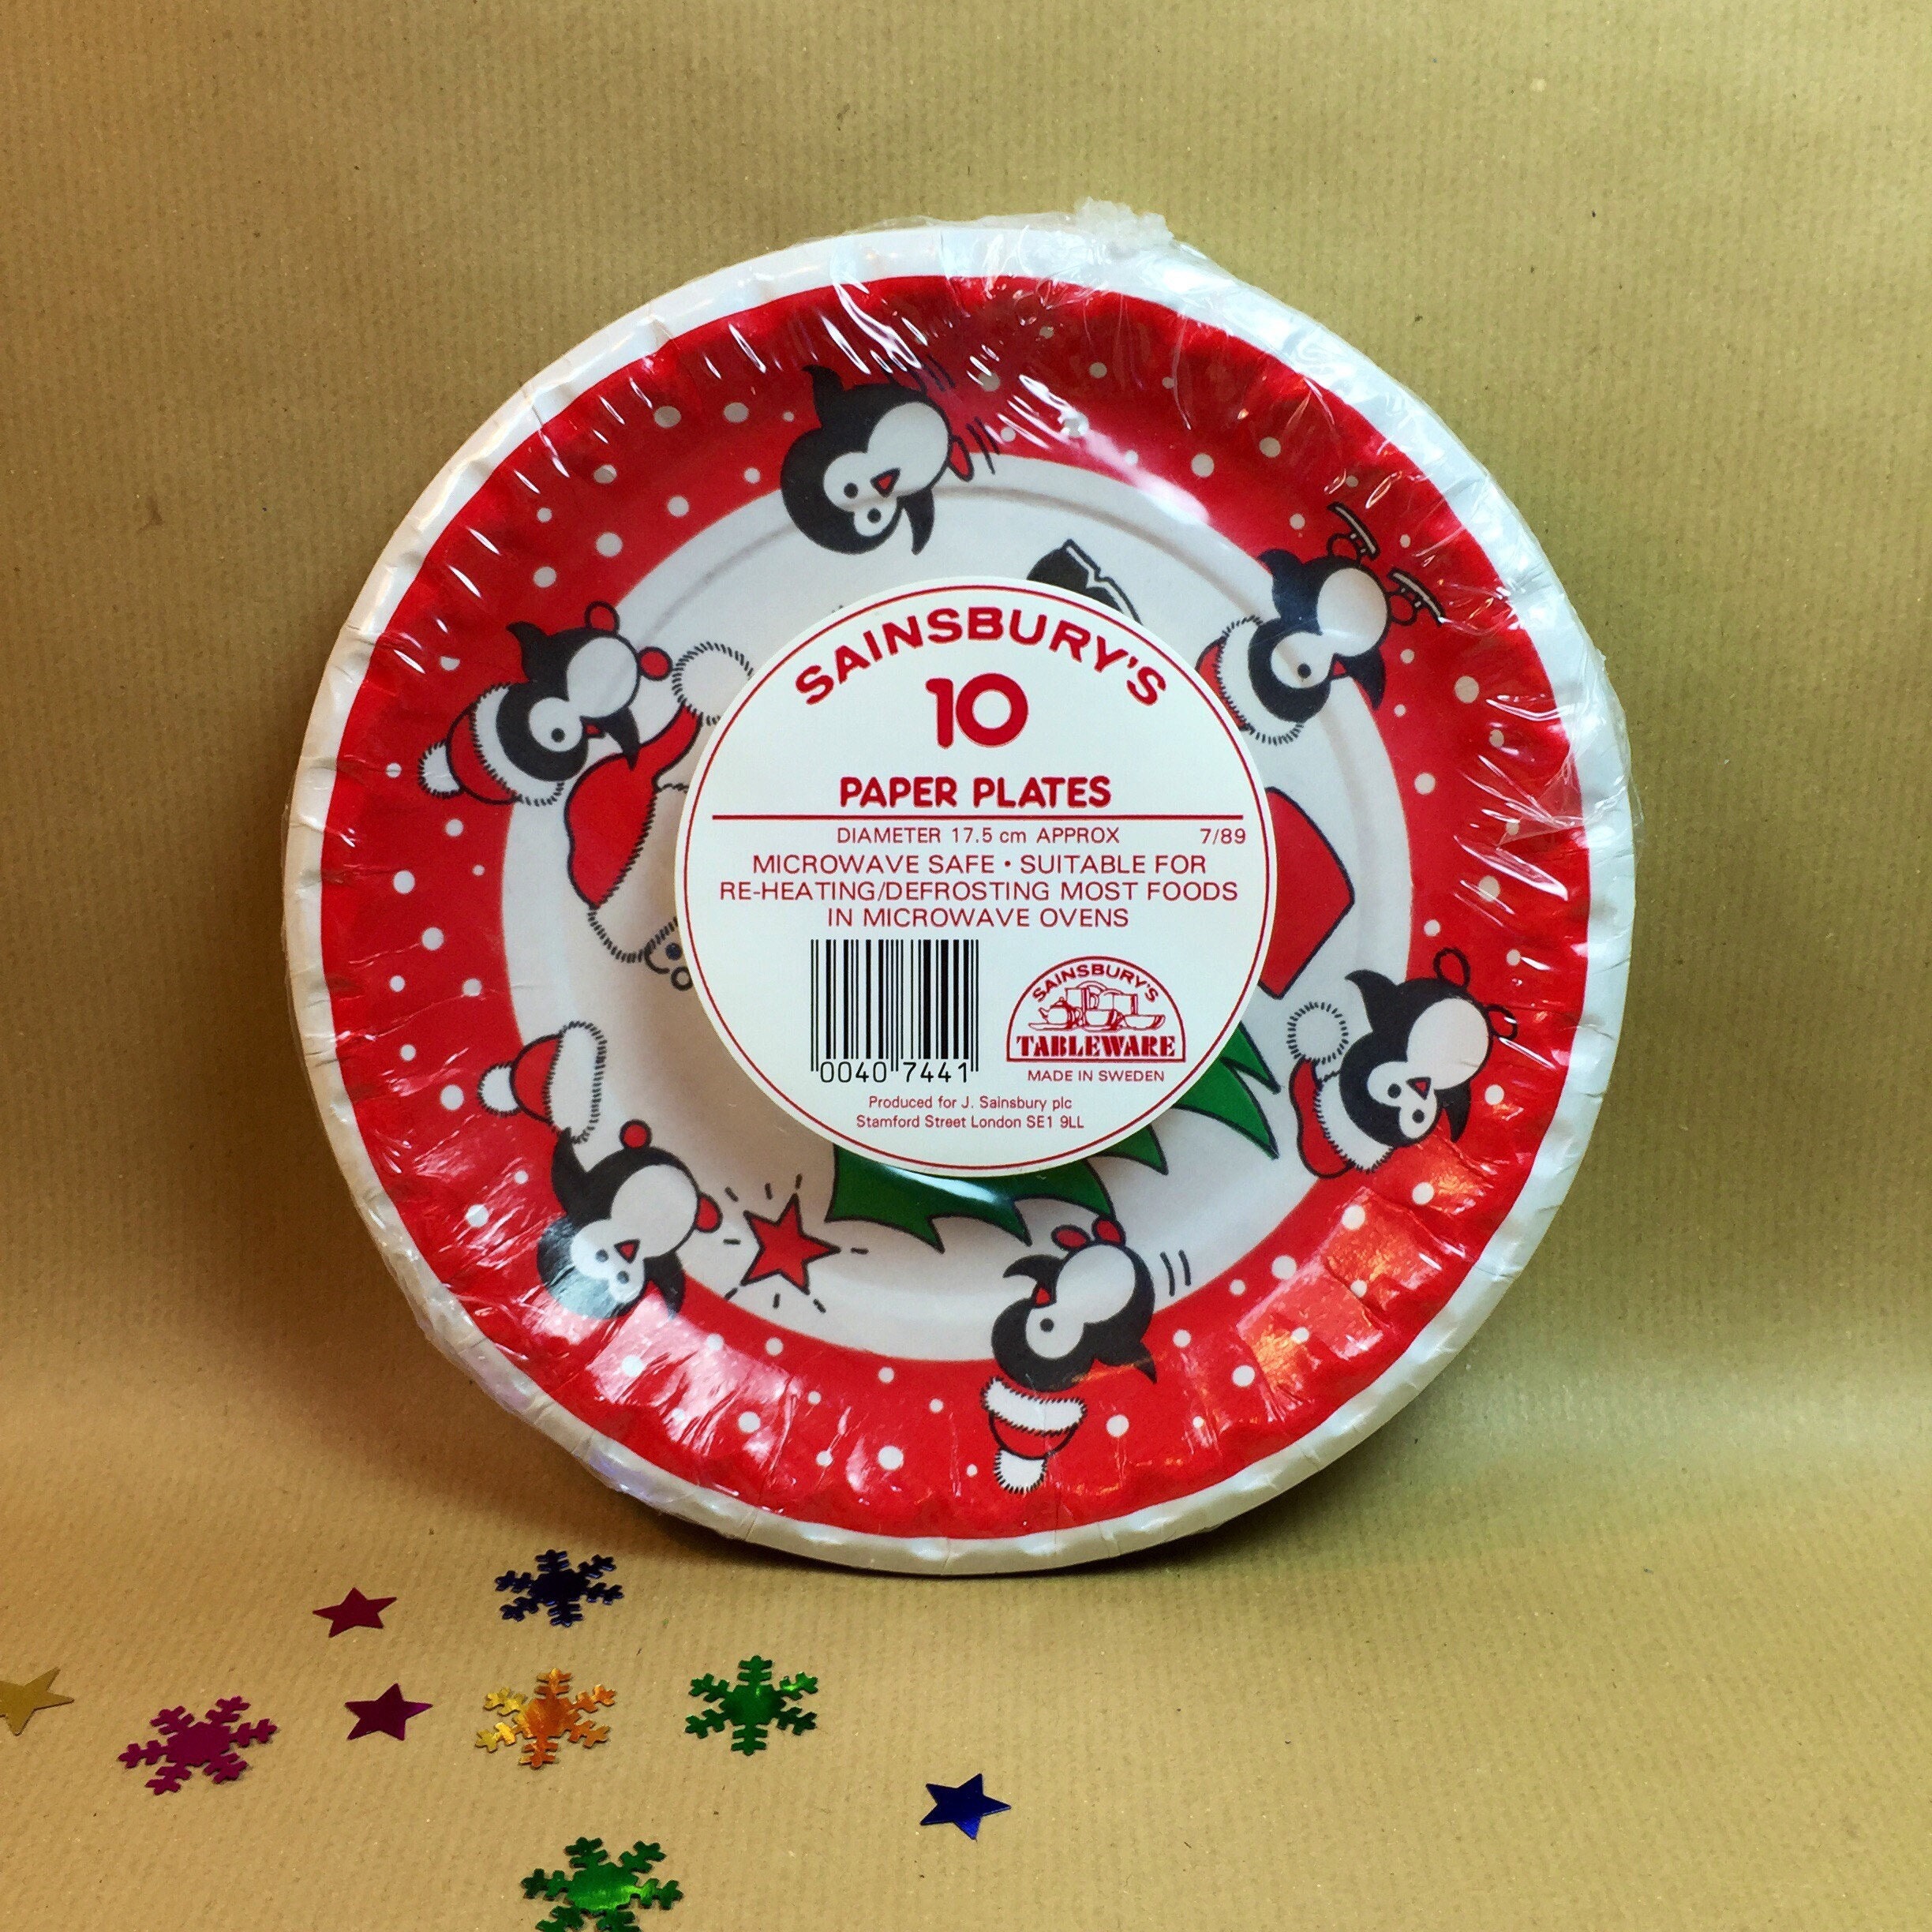 SAINSBURY'S
10
PAPER PLATES
DIAMETER 17.5 cm APPROX 7/89
MICROWAVE SAFE • SUITABLE FOR
RE-HEATING/DEFROSTING MOST FOODS
IN MICROWAVE OVENS
0040 7441
SAINSBURY'S
TABLEWARE
MADE IN SWEDEN
Produced for J. Sainsbury plc
Stamford Street London SE1 9LL